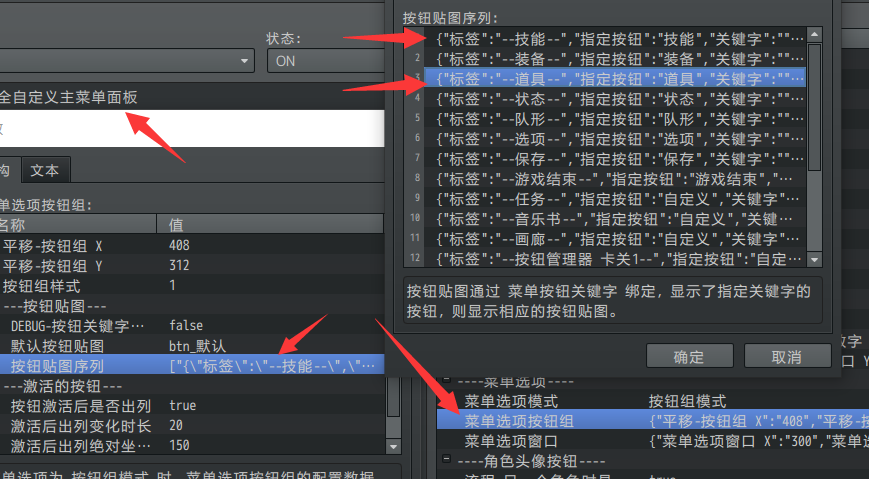 按钮贴图序列:
{"标签":"--技能--","指定按钮":"技能","关键字":""…
2 {"标签":"--装备--","指定按钮":"装备","关键字":""…
3 {"标签":"--道具--","指定按钮":"道具","关键字":""…
4 {"标签":"--状态--","指定按钮":"状态","关键字":""…
5 {"标签":"--队形--","指定按钮":"队形","关键字":""…
6 {"标签":"--选项--","指定按钮":"选项","关键字":""…
7 {"标签":"--保存--","指定按钮":"保存","关键字":""…
8 {"标签":"--游戏结束--","指定按钮":"游戏结束","…
9 {"标签":"--任务--","指定按钮":"自定义","关键字"…
10 {"标签":"--音乐书--","指定按钮":"自定义","关键…
11 {"标签":"--画廊--","指定按钮":"自定义","关键字"…
12 {"标签":"--按钮管理器 卡关1--","指定按钮":"自定…
按钮贴图通过 菜单按钮关键字 绑定, 显示了指定关键字的
按钮, 则显示相应的按钮贴图。
确定 取消
状态:
ON
全自定义主菜单面板
构 文本
单选项按钮组:
名称 值
平移-按钮组 X 408
平移-按钮组 Y 312
按钮组样式 1
---按钮贴图---
DEBUG-按钮关键字… false
默认按钮贴图 btn_默认
按钮贴图序列 ["{\"标签\":\"--技能--\",\"…
---激活的按钮---
按钮激活后是否出列 true
激活后出列变化时长 20
激活后出列绝对坐… 150
单选项为 按钮组模式 时，菜单选项按钮组的配置数据
数字
口 Y
----菜单选项----
菜单选项模式 按钮组模式
菜单选项按钮组 {"平移-按钮组 X":"408","平移-按
菜单选项窗口 {"菜单选项窗口 X":"300","菜单选
----角色头像按钮----